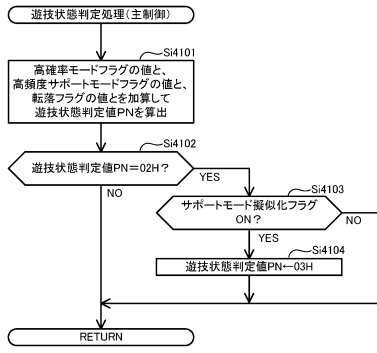 遊技状態判定処理(主制御)
Si4101
高確率モードフラグの値と、
高頻度サポートモードフラグの値と、
転落フラグの値とを加算して
遊技状態判定値PNを算出
Si4102
遊技状態判定値PN=02H?
YES
NO
Si4103
サポートモード擬似化フラグ
ON?
NO
YES
Si4104
遊技状態判定値PN←03H
RETURN